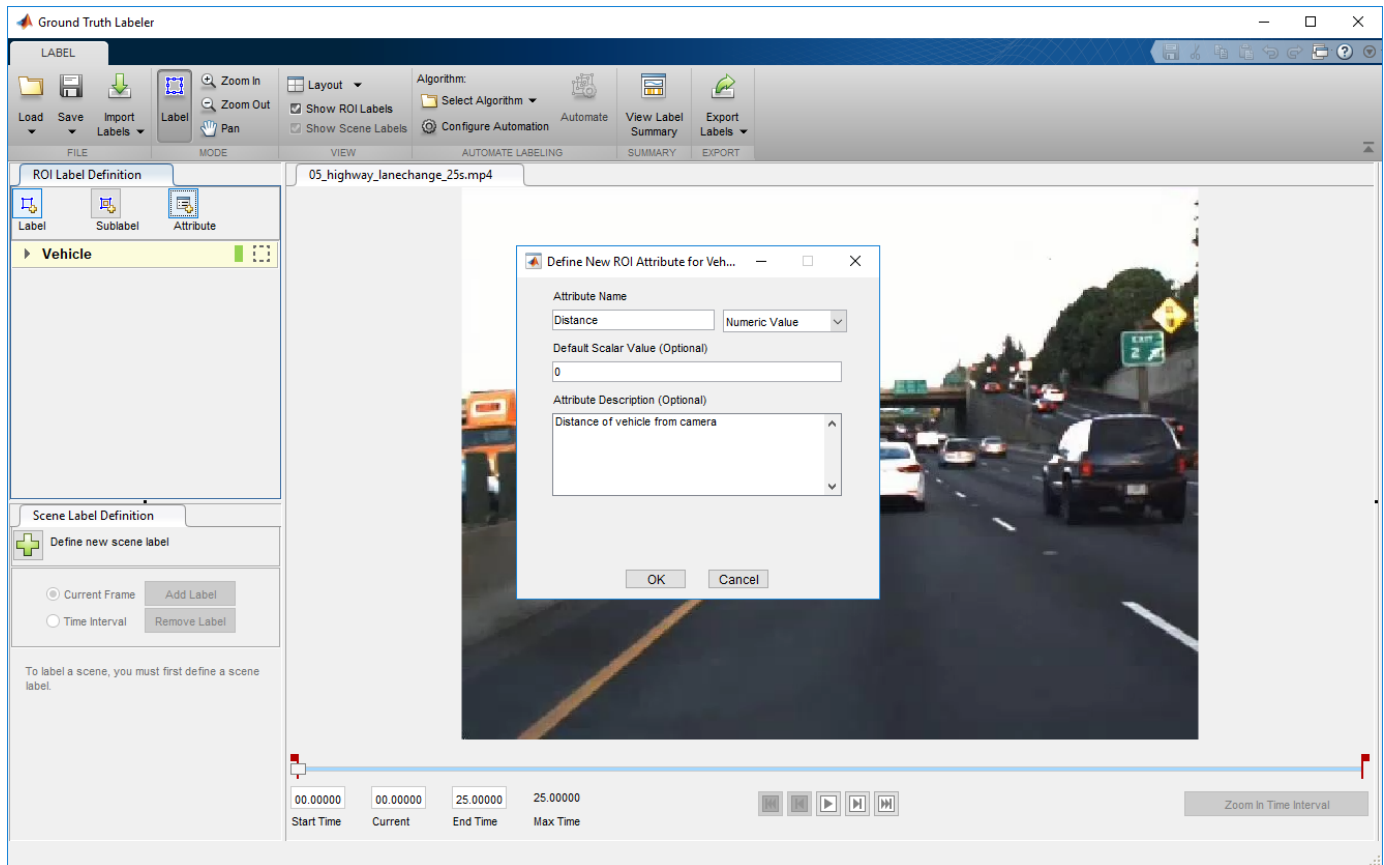 Ground Truth Labeler
LABEL
Load
Save
Import
Labels
Label
Zoom In
Zoom Out
Pan
Layout
Show ROI Labels
Show Scene Labels
Algorithm:
Select Algorithm
Configure Automation
Automate
View Label
Summary
Export
Labels
FILE
MODE
VIEW
AUTOMATE LABELING
SUMMARY
EXPORT
ROI Label Definition
Label
Sublabel
Attribute
Vehicle
05_highway_lanechange_25s.mp4
Define New ROI Attribute for Veh...
Attribute Name
Distance
Numeric Value
Default Scalar Value (Optional)
0
Attribute Description (Optional)
Distance of vehicle from camera
OK
Cancel
EXIT
2
Scene Label Definition
Define new scene label
Current Frame
Add Label
Time Interval
Remove Label
To label a scene, you must first define a scene
label.
00.00000
00.00000
25.00000
25.00000
Start Time
Current
End Time
Max Time
Zoom In Time Interval